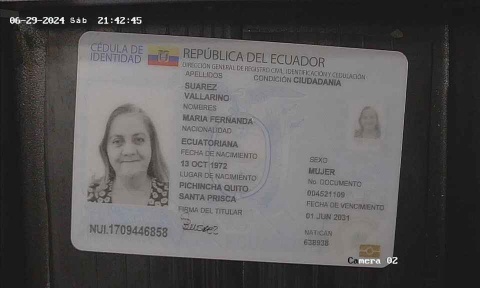 06-29-2024 Sáb 21:42:45
CÉDULA DE
IDENTIDAD
REPÚBLICA DEL ECUADOR
DIRECCIÓN GENERAL DE REGISTRO CIVIL, IDENTIFICACIÓN Y CEDULACIÓN
APELLIDOS
CONDICIÓN CIUDADANIA
SUAREZ
VALLARINO
NOMBRES
MARIA FERNANDA
NACIONALIDAD
ECUATORIANA
FECHA DE NACIMIENTO
13 OCT 1972
LUGAR DE NACIMIENTO
PICHINCHA QUITO
SANTA PRISCA
FIRMA DEL TITULAR
SEXO
MUJER
No. DOCUMENTO
004521109
FECHA DE VENCIMIENTO
01 JUN 2031
NAT/CAN
638938
NUI.1709446858
Camera 02